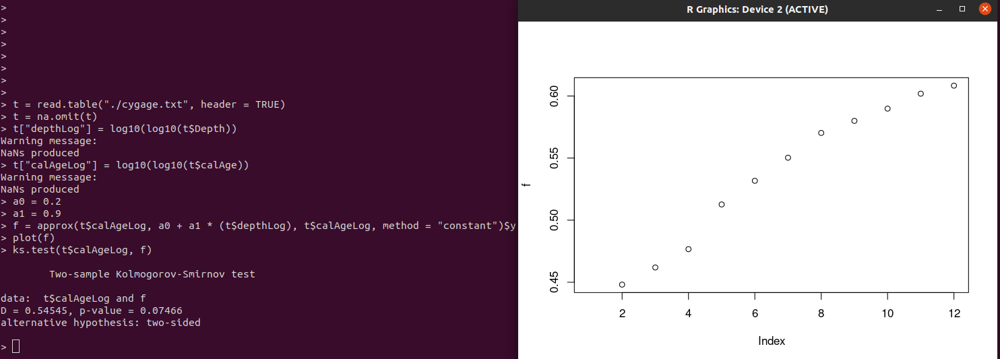 >
>
>
>
>
>
>
>
> t = read.table("./cygage.txt", header = TRUE)
> t = na.omit(t)
> t["depthLog"] = log10(log10(t$Depth))
Warning message:
NaNs produced
> t["calAgeLog"] = log10(log10(t$calAge))
Warning message:
NaNs produced
> a0 = 0.2
> a1 = 0.9
> f = approx(t$calAgeLog, a0 + a1 * (t$depthLog), t$calAgeLog, method = "constant")$y
> plot(f)
> ks.test(t$calAgeLog, f)
Two-sample Kolmogorov-Smirnov test
data:  t$calAgeLog and f
D = 0.54545, p-value = 0.07466
alternative hypothesis: two-sided
>
R Graphics: Device 2 (ACTIVE)
0.60
0.55
0.50
0.45
f
2 4 6 8 10 12
Index